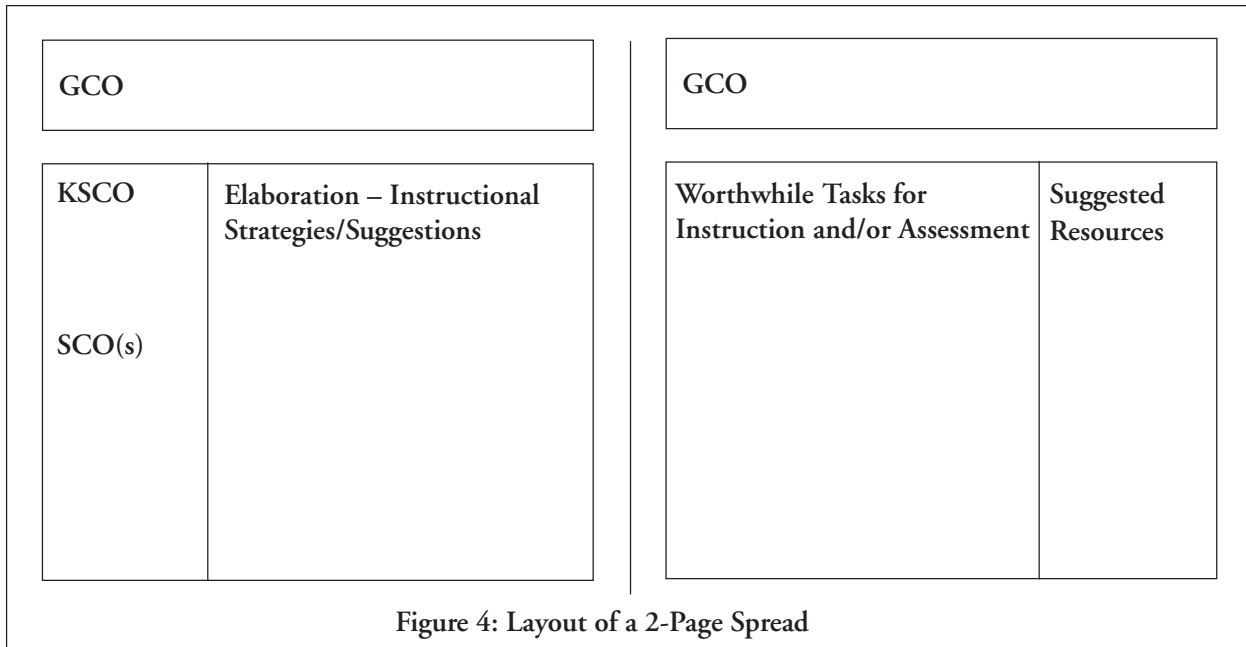 GCO
KSCO
SCO(s)
Elaboration – Instructional
Strategies/Suggestions
GCO
Worthwhile Tasks for
Instruction and/or Assessment
Suggested
Resources
Figure 4: Layout of a 2-Page Spread